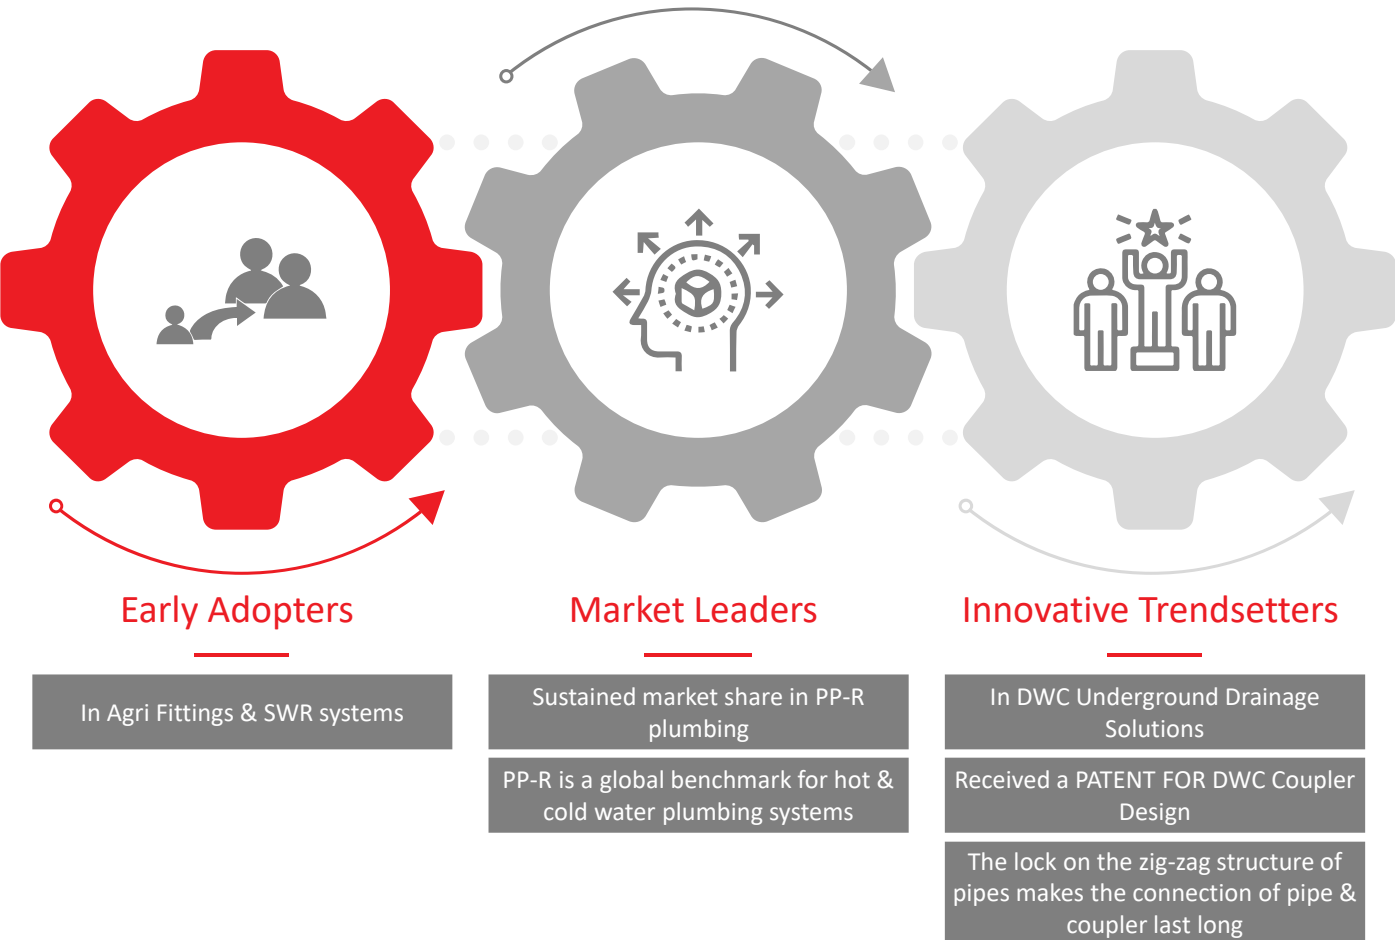 Early Adopters
In Agri Fittings & SWR systems
Market Leaders
Sustained market share in PP-R
plumbing
PP-R is a global benchmark for hot &
cold water plumbing systems
Innovative Trendsetters
In DWC Underground Drainage
Solutions
Received a PATENT FOR DWC Coupler
Design
The lock on the zig-zag structure of
pipes makes the connection of pipe &
coupler last long